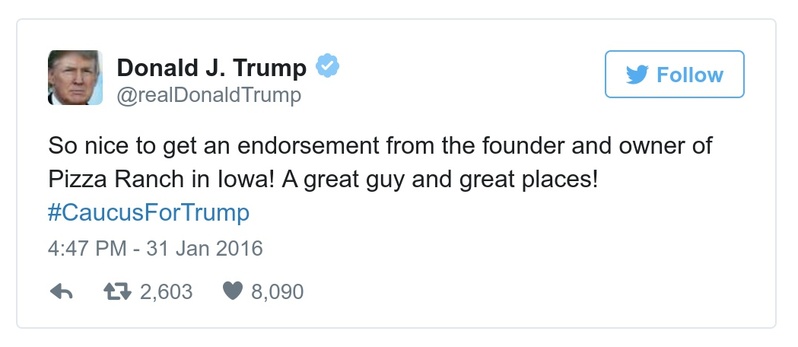 Donald J. Trump
@realDonaldTrump
Follow
So nice to get an endorsement from the founder and owner of
Pizza Ranch in Iowa! A great guy and great places!
#CaucusForTrump
4:47 PM - 31 Jan 2016
2,603 8,090